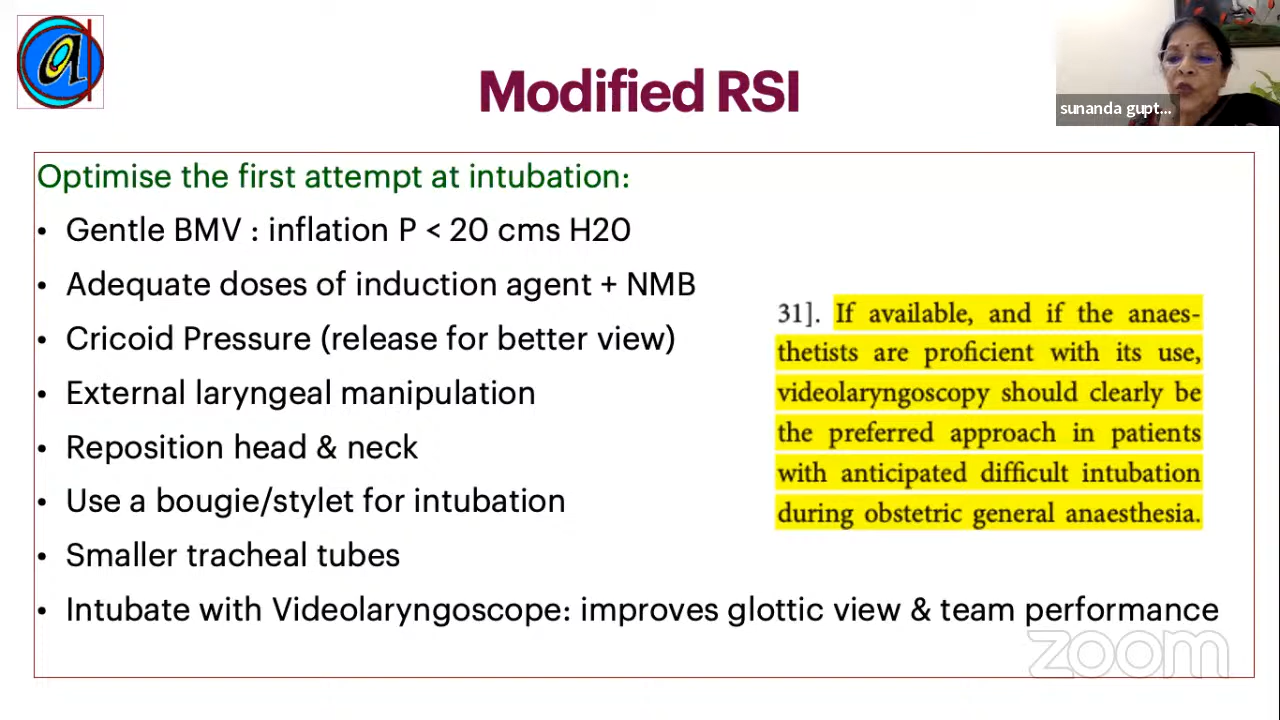 Modified RSI
sunanda gupt...
Optimise the first attempt at intubation:
• Gentle BMV : inflation P < 20 cms H20
• Adequate doses of induction agent + NMB
• Cricoid Pressure (release for better view)
• External laryngeal manipulation
• Reposition head & neck
• Use a bougie/stylet for intubation
• Smaller tracheal tubes
• Intubate with Videolaryngoscope: improves glottic view & team performance
31]. If available, and if the anaes-
thetists are proficient with its use,
videolaryngoscopy should clearly be
the preferred approach in patients
with anticipated difficult intubation
during obstetric general anaesthesia.
zoom